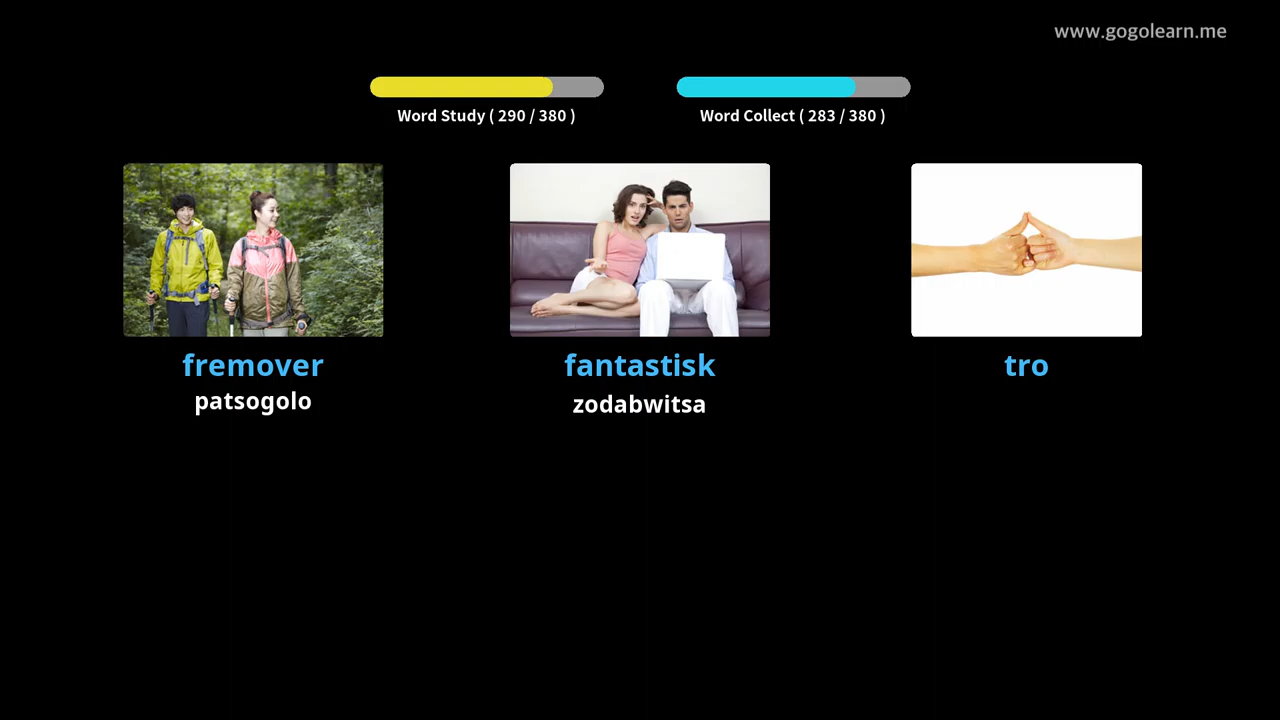 www.gogolearn.me
Word Study ( 290 / 380 )
Word Collect ( 283 / 380 )
fremover
patsogolo
fantastisk
zodabwitsa
tro